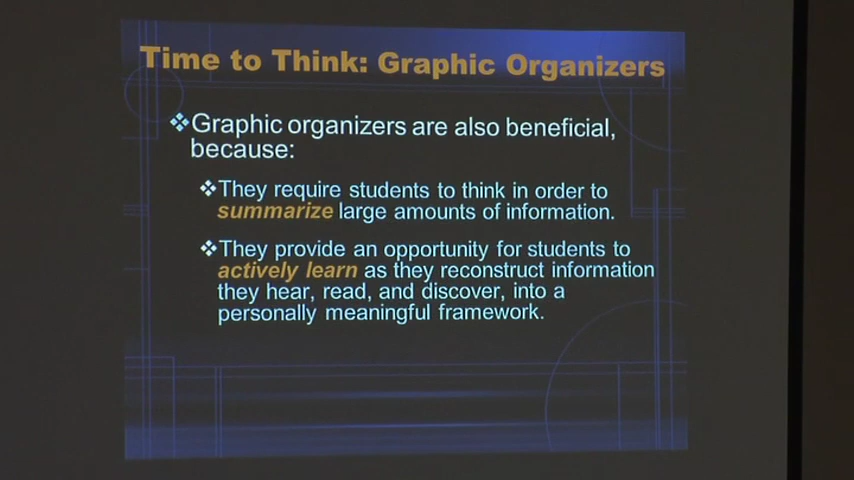 Time to Think: Graphic Organizers
❖Graphic organizers are also beneficial,
because:
❖They require students to think in order to
summarize large amounts of information.
❖They provide an opportunity for students to
actively learn as they reconstruct information
they hear, read, and discover, into a
personally meaningful framework.